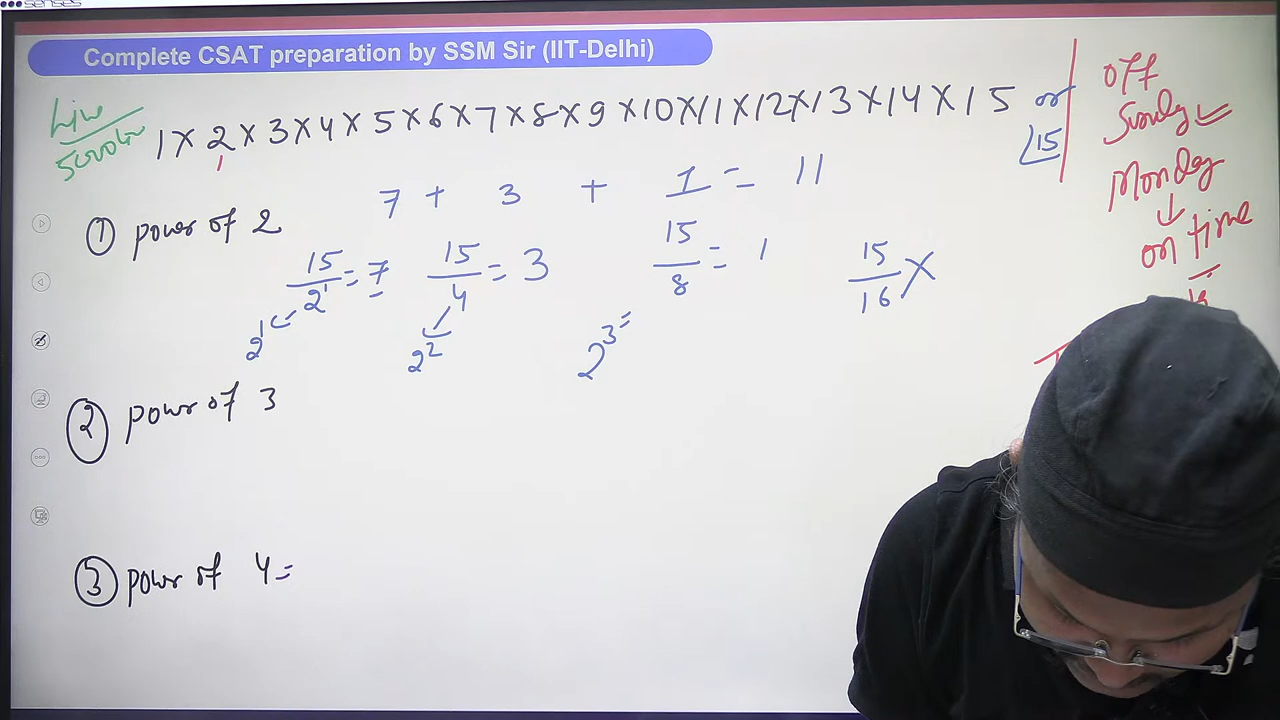 senses
Complete CSAT preparation by SSM Sir (IIT-Delhi)
1 × 2 × 3 × 4 × 5 × 6 × 7 × 8 × 9 × 10 × 11 × 12 × 13 × 14 × 15 or
1
⌊15
7 + 3 + 1 = 11
① power of 2
15/2¹ = 7 15/4 = 3 15/8 = 1 15/16 X
2¹ 2² 2³ =
② power of 3
③ power of 4 =
off
Sunday ✓
Monday
↓
on time